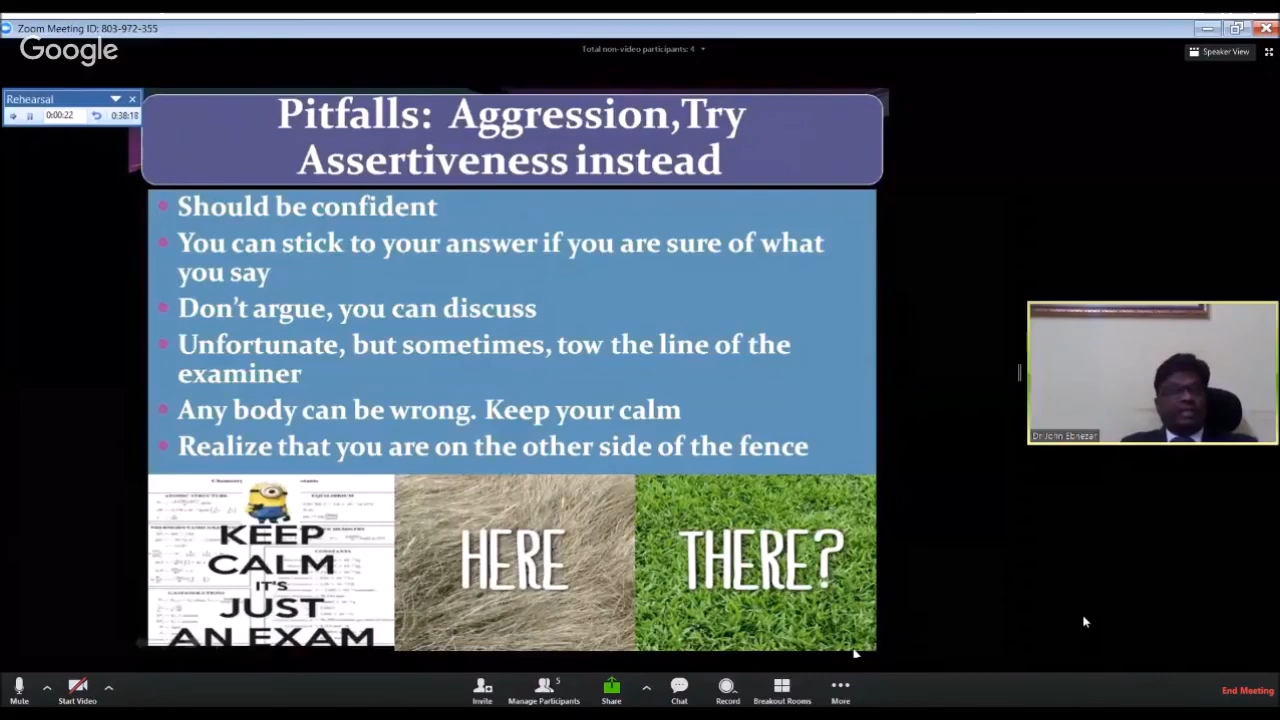 Zoom Meeting ID: 803-972-355
Google
Total non-video participants: 4
Speaker View
Rehearsal
0:00:22 0:38:18
Pitfalls: Aggression,Try
Assertiveness instead
Should be confident
You can stick to your answer if you are sure of what
you say
Don't argue, you can discuss
Unfortunate, but sometimes, tow the line of the
examiner
Any body can be wrong. Keep your calm
Realize that you are on the other side of the fence
Dr John Ebnezar
ATOMIC STRUCTURE
EQUILIBRIUM
KEEP
CALM
IT'S
JUST
AN EXAM
HERE
THERE?
Mute
Start Video
Invite
5
Manage Participants
Share
Chat
Record
Breakout Rooms
More
End Meeting